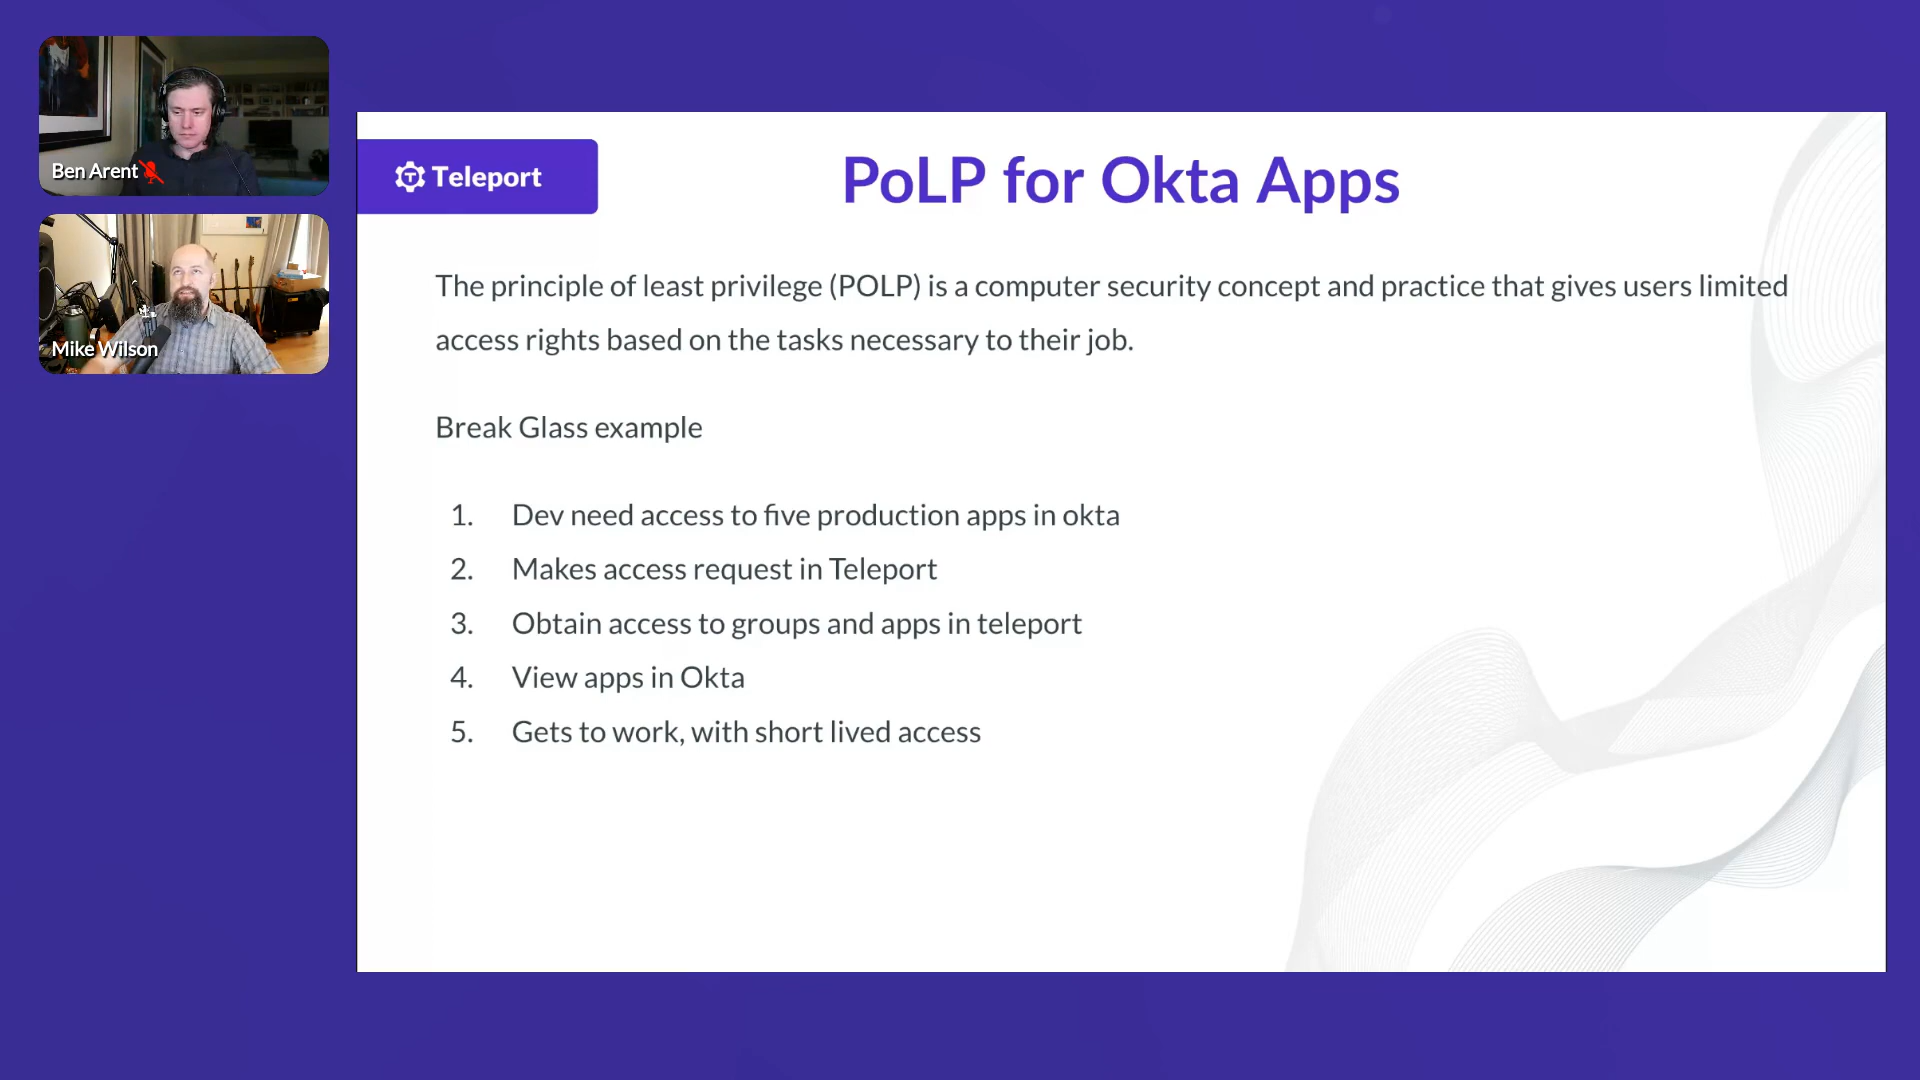 Ben Arent
Mike Wilson
Teleport
PoLP for Okta Apps
The principle of least privilege (POLP) is a computer security concept and practice that gives users limited
access rights based on the tasks necessary to their job.
Break Glass example
1. Dev need access to five production apps in okta
2. Makes access request in Teleport
3. Obtain access to groups and apps in teleport
4. View apps in Okta
5. Gets to work, with short lived access